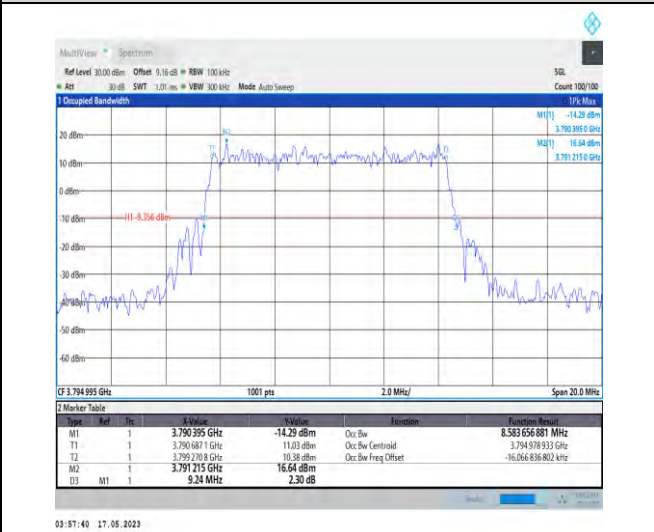 MultiView Spectrum
Ref Level 30.00 dBm Offset 9.16 dB RBW 100 kHz SGL
Att 30 dB SWT 1.01 ms VBW 300 kHz Mode Auto Sweep Count 100/100
1 Occupied Bandwidth 1Pk Max
M1[1] -14.29 dBm
3.790 395 0 GHz
20 dBm M2[1] 16.64 dBm
3.791 215 0 GHz
M2
T1
10 dBm
0 dBm
-10 dBm H1 -9.356 dBm
-20 dBm
-30 dBm
-40 dBm
-50 dBm
-60 dBm
CF 3.794 995 GHz 1001 pts 2.0 MHz/ Span 20.0 MHz
2 Marker Table
Type Ref Trc X-Value Y-Value Function Function Result
M1 1 3.790 395 GHz -14.29 dBm Occ Bw 8.583 656 881 MHz
T1 1 3.790 687 1 GHz 11.03 dBm Occ Bw Centroid 3.794 978 933 GHz
T2 1 3.799 270 8 GHz 10.38 dBm Occ Bw Freq Offset -16.066 836 802 kHz
M2 1 3.791 215 GHz 16.64 dBm
D3 M1 1 9.24 MHz 2.30 dB
03:57:40 17.05.2023